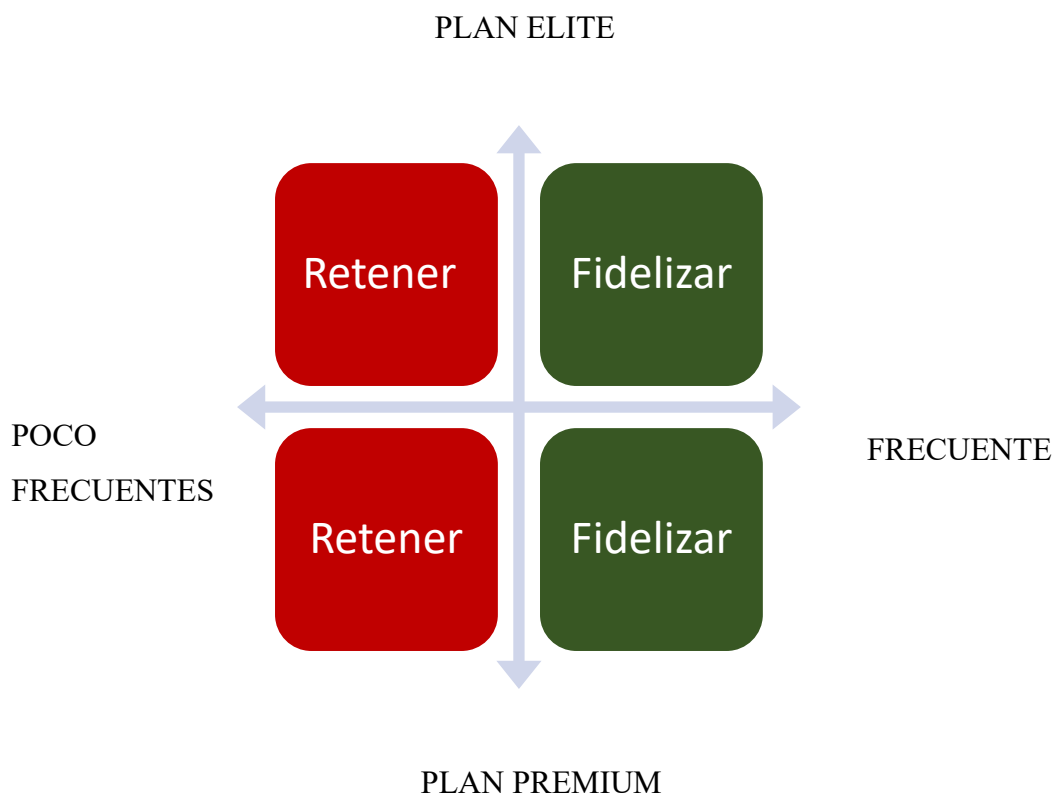 PLAN ELITE
Retener
Fidelizar
POCO
FRECUENTES
FRECUENTE
Retener
Fidelizar
PLAN PREMIUM